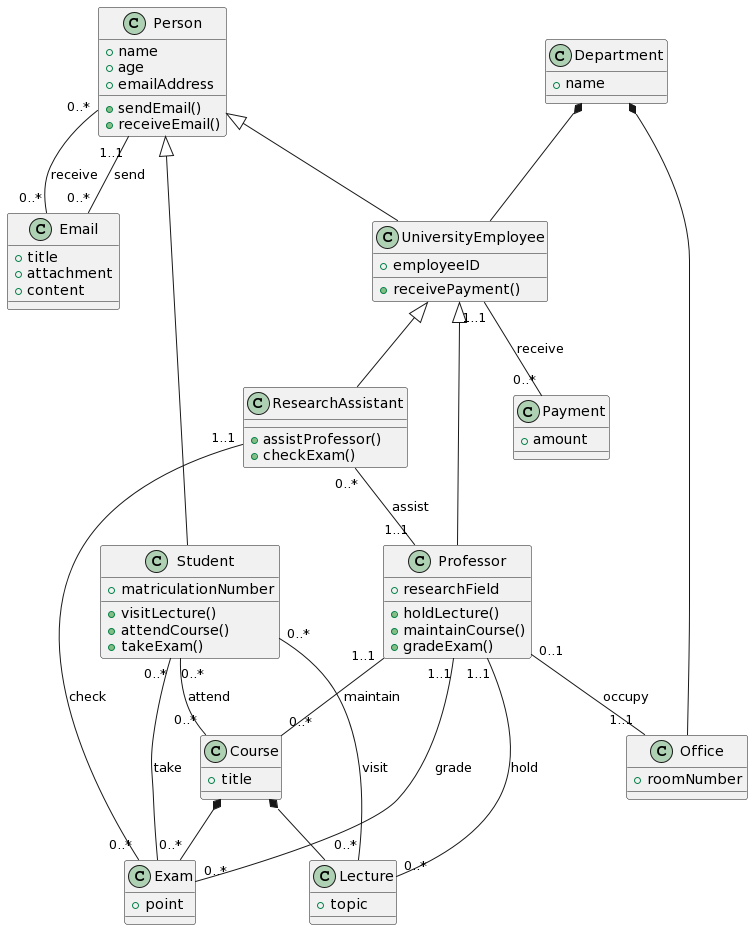 C Person
name
age
emailAddress
sendEmail()
receiveEmail()
C Department
name
0..*
1..1
receive
send
0..*
0..*
C Email
title
attachment
content
C UniversityEmployee
employeeID
receivePayment()
1..1
receive
0..*
C ResearchAssistant
assistProfessor()
checkExam()
C Payment
amount
1..1
0..*
assist
1..1
C Student
matriculationNumber
visitLecture()
attendCourse()
takeExam()
C Professor
researchField
holdLecture()
maintainCourse()
gradeExam()
0..*
0..1
1..1
0..*
0..*
1..1
1..1
check
attend
maintain
occupy
0..*
0..*
1..1
C Course
title
C Office
roomNumber
take
visit
grade
hold
0..*
0..*
0..*
0..*
0..*
C Exam
point
C Lecture
topic